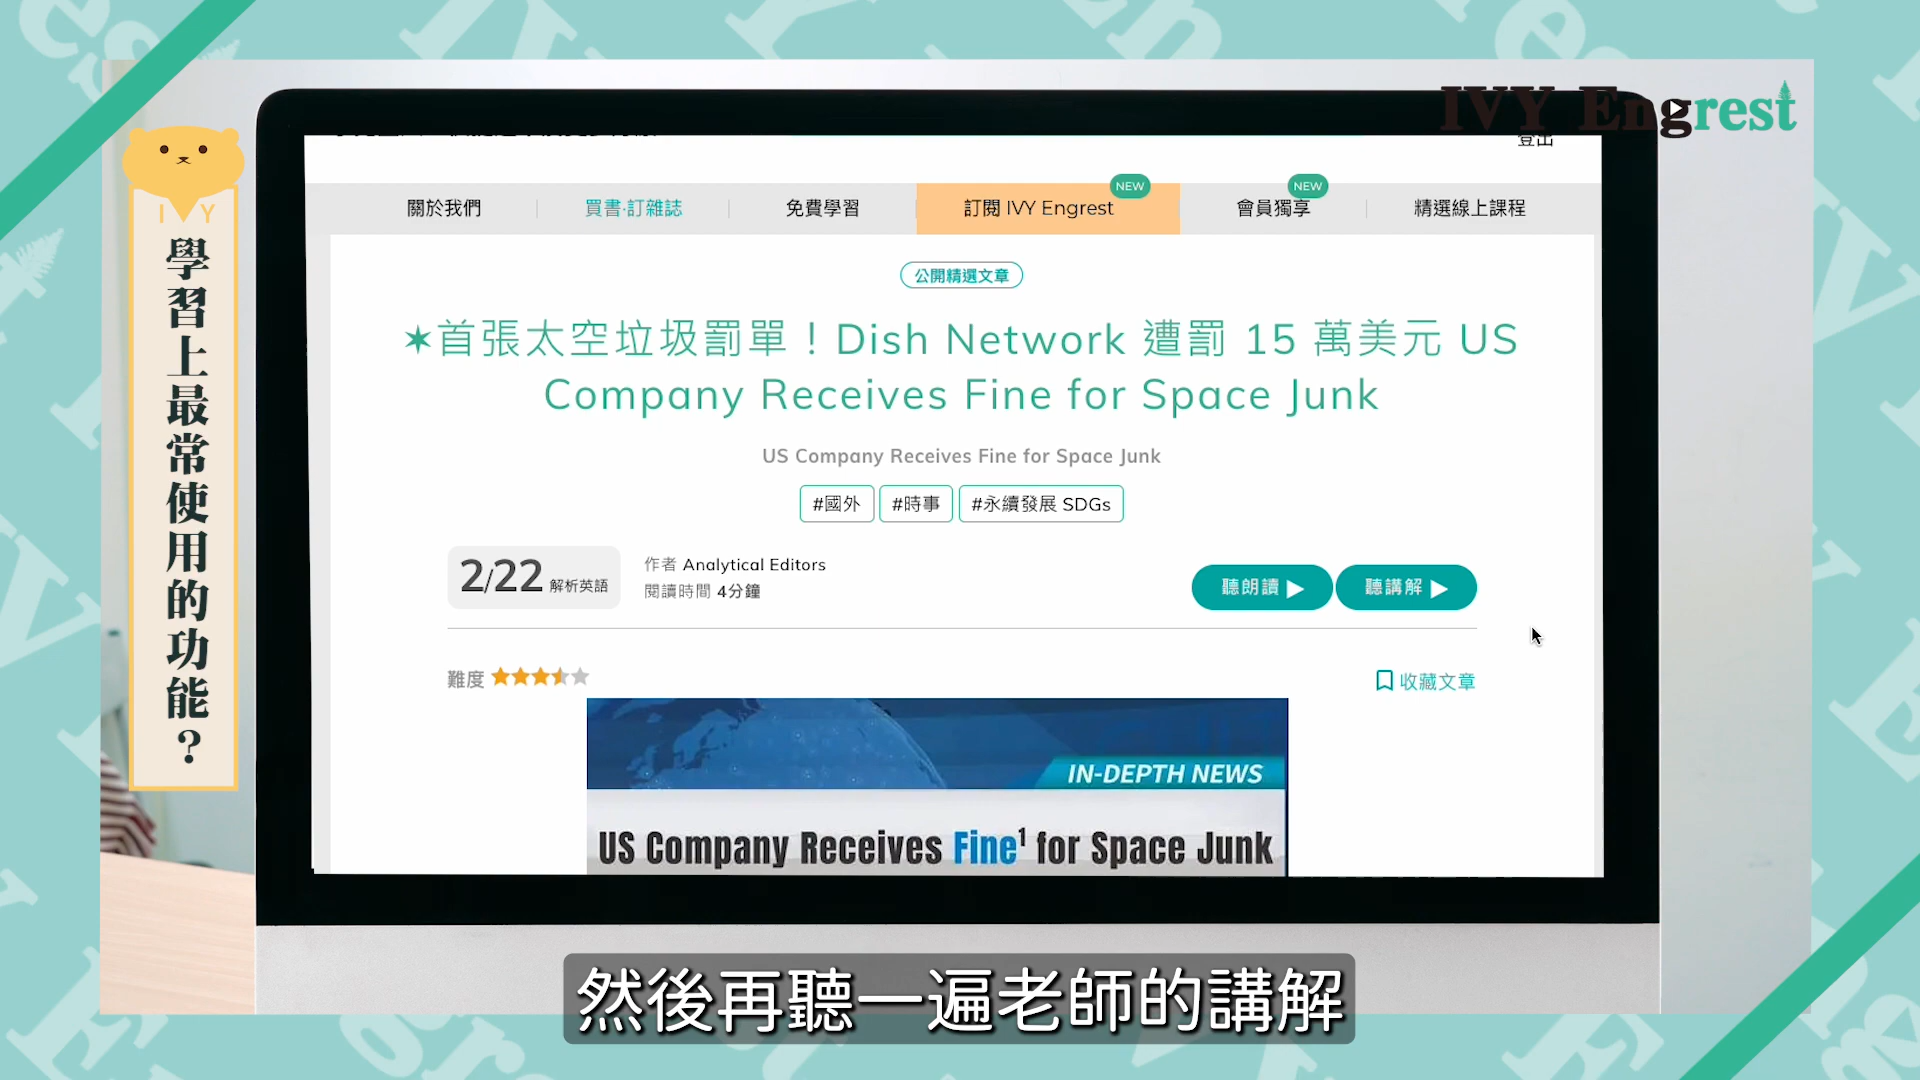 IVY Engrest
登出
關於我們
買書·訂雜誌
免費學習
訂閱 IVY Engrest
NEW
會員獨享
NEW
精選線上課程
公開精選文章
✶首張太空垃圾罰單！Dish Network 遭罰 15 萬美元 US
Company Receives Fine for Space Junk
US Company Receives Fine for Space Junk
#國外
#時事
#永續發展 SDGs
2/22 解析英語
作者 Analytical Editors
閱讀時間 4分鐘
聽朗讀
聽講解
難度
收藏文章
IN-DEPTH NEWS
US Company Receives Fine¹ for Space Junk
IVY
學習上最常使用的功能？
然後再聽一遍老師的講解